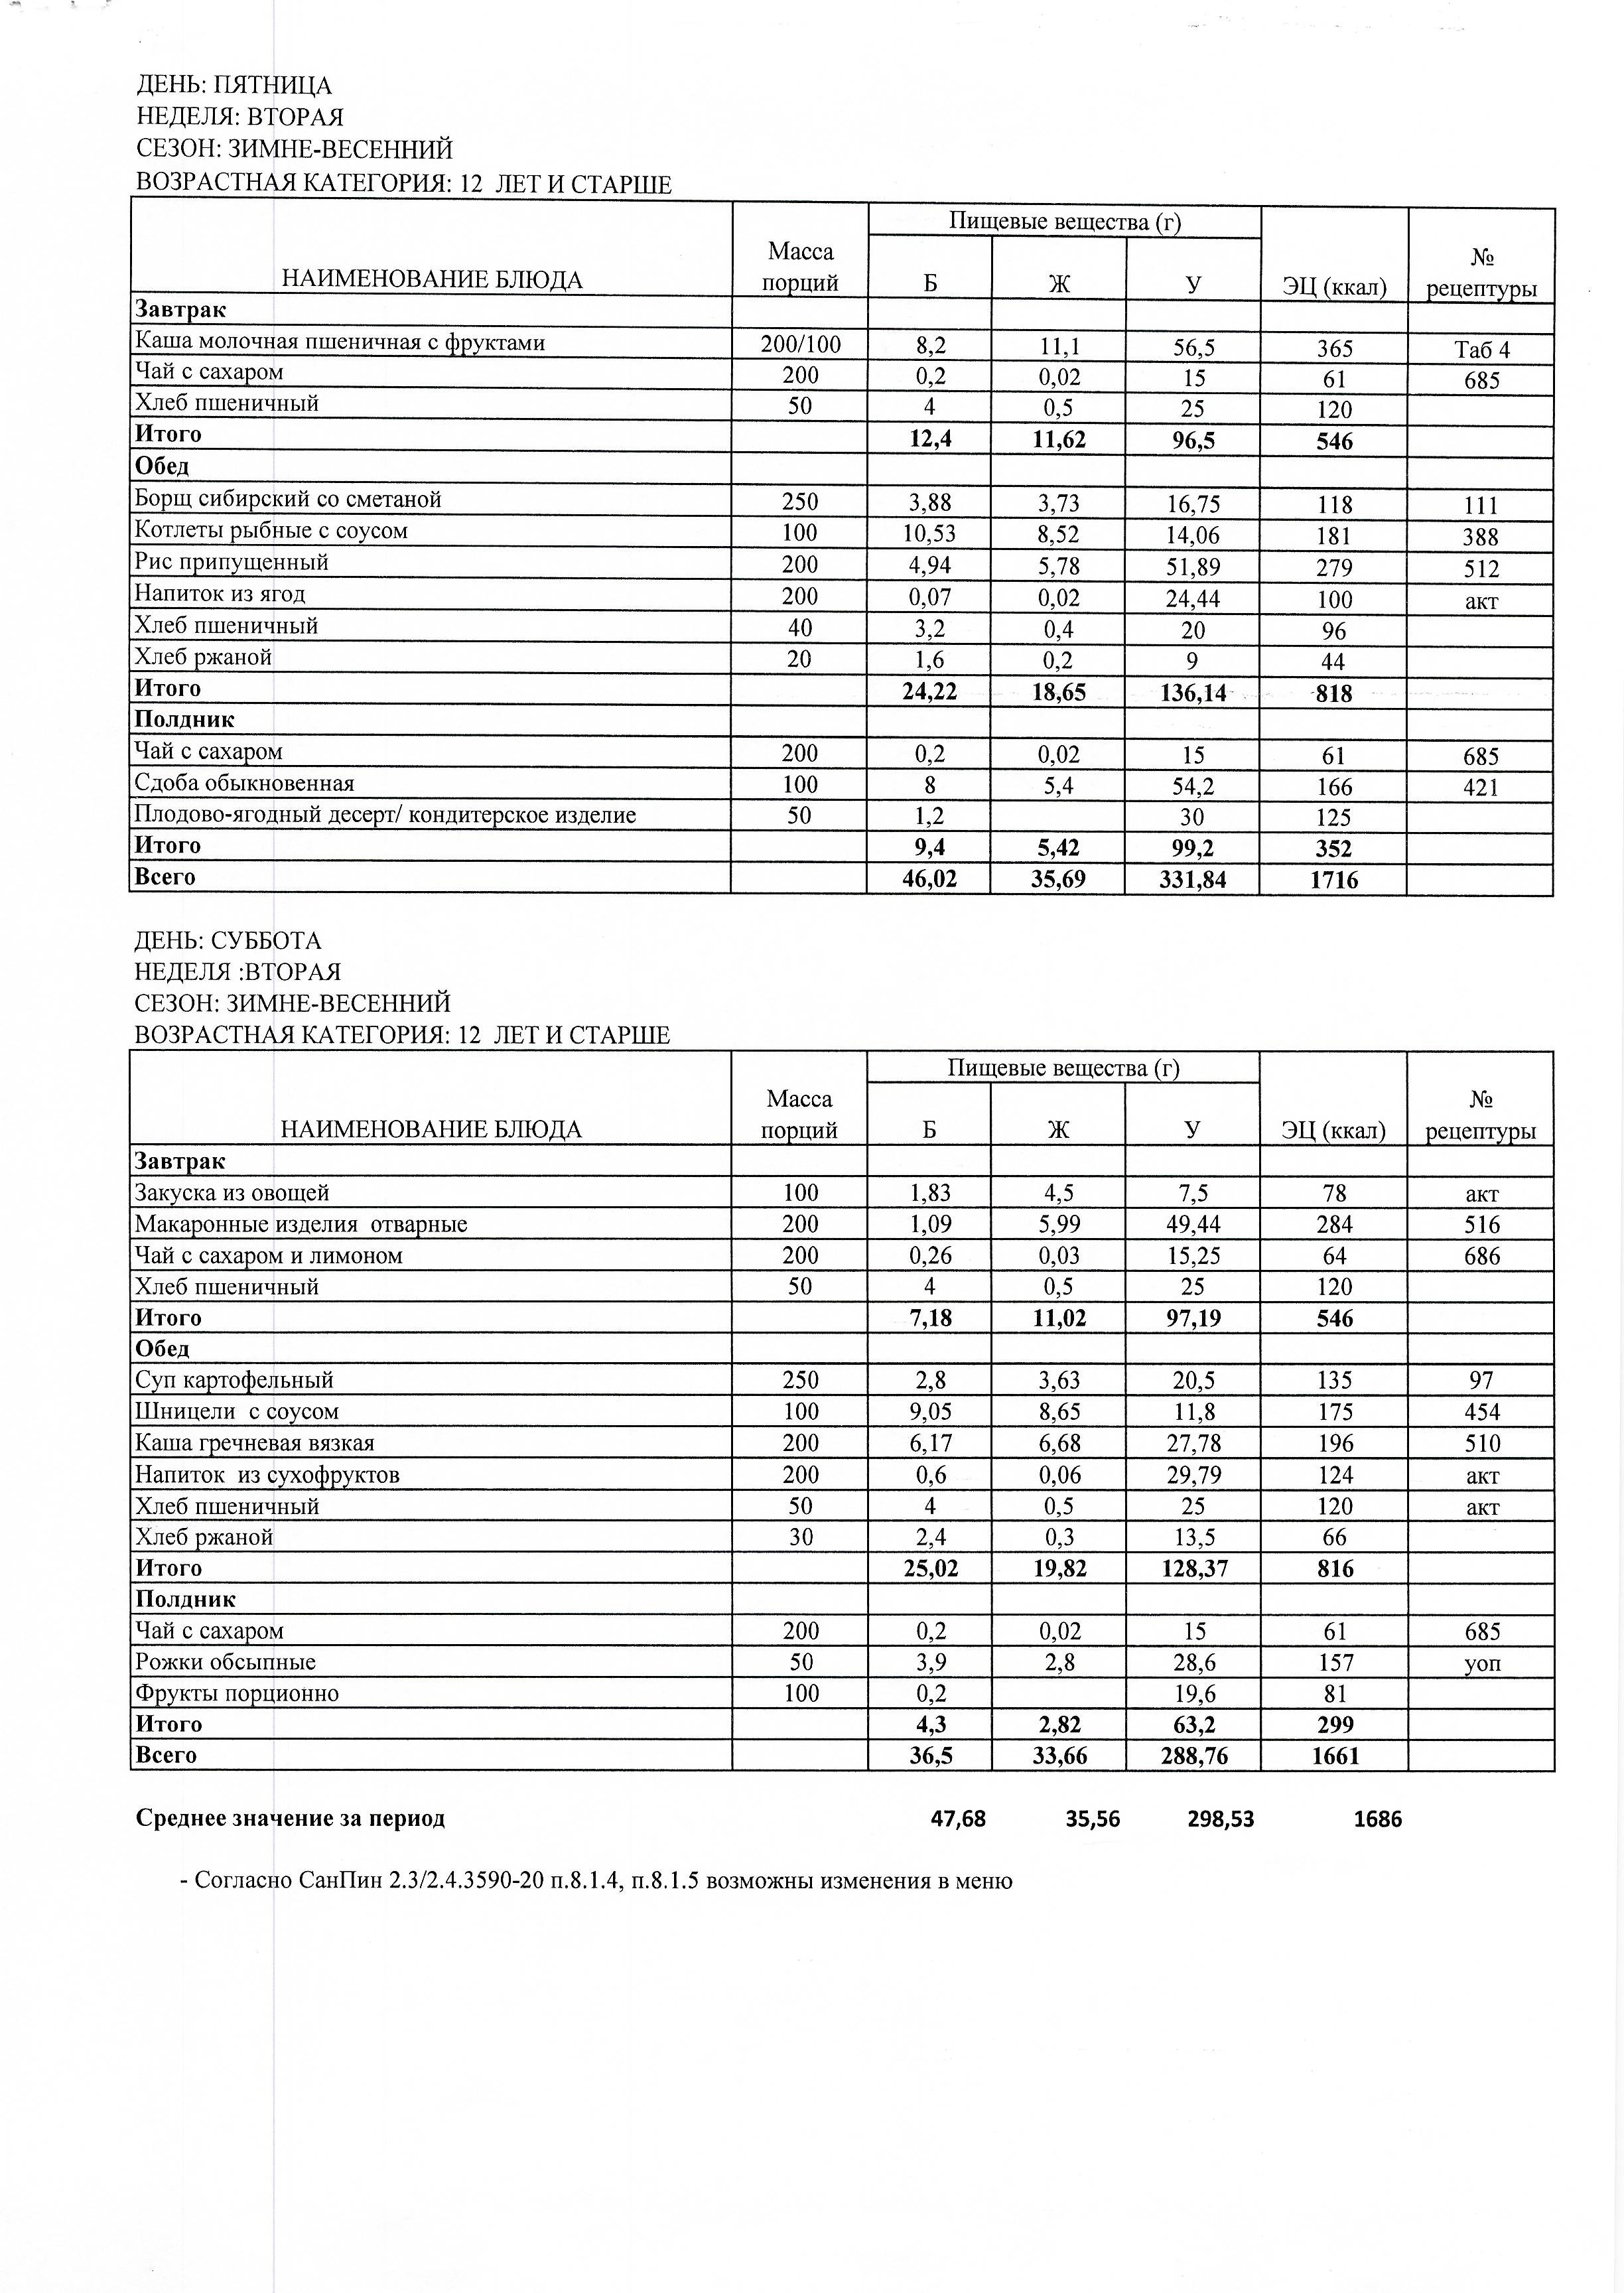 ДЕНЬ: ПЯТНИЦА
НЕДЕЛЯ: ВТОРАЯ
СЕЗОН: ЗИМНЕ-ВЕСЕННИЙ
ВОЗРАСТНАЯ КАТЕГОРИЯ: 12 ЛЕТ И СТАРШЕ
НАИМЕНОВАНИЕ БЛЮДА Масса порций Пищевые вещества (г) Б Ж У ЭЦ (ккал) № рецептуры
Завтрак
Каша молочная пшеничная с фруктами 200/100 8,2 11,1 56,5 365 Таб 4
Чай с сахаром 200 0,2 0,02 15 61 685
Хлеб пшеничный 50 4 0,5 25 120
Итого 12,4 11,62 96,5 546
Обед
Борщ сибирский со сметаной 250 3,88 3,73 16,75 118 111
Котлеты рыбные с соусом 100 10,53 8,52 14,06 181 388
Рис припущенный 200 4,94 5,78 51,89 279 512
Напиток из ягод 200 0,07 0,02 24,44 100 акт
Хлеб пшеничный 40 3,2 0,4 20 96
Хлеб ржаной 20 1,6 0,2 9 44
Итого 24,22 18,65 136,14 818
Полдник
Чай с сахаром 200 0,2 0,02 15 61 685
Сдоба обыкновенная 100 8 5,4 54,2 166 421
Плодово-ягодный десерт/ кондитерское изделие 50 1,2 30 125
Итого 9,4 5,42 99,2 352
Всего 46,02 35,69 331,84 1716
ДЕНЬ: СУББОТА
НЕДЕЛЯ :ВТОРАЯ
СЕЗОН: ЗИМНЕ-ВЕСЕННИЙ
ВОЗРАСТНАЯ КАТЕГОРИЯ: 12 ЛЕТ И СТАРШЕ
НАИМЕНОВАНИЕ БЛЮДА Масса порций Пищевые вещества (г) Б Ж У ЭЦ (ккал) № рецептуры
Завтрак
Закуска из овощей 100 1,83 4,5 7,5 78 акт
Макаронные изделия отварные 200 1,09 5,99 49,44 284 516
Чай с сахаром и лимоном 200 0,26 0,03 15,25 64 686
Хлеб пшеничный 50 4 0,5 25 120
Итого 7,18 11,02 97,19 546
Обед
Суп картофельный 250 2,8 3,63 20,5 135 97
Шницели с соусом 100 9,05 8,65 11,8 175 454
Каша гречневая вязкая 200 6,17 6,68 27,78 196 510
Напиток из сухофруктов 200 0,6 0,06 29,79 124 акт
Хлеб пшеничный 50 4 0,5 25 120 акт
Хлеб ржаной 30 2,4 0,3 13,5 66
Итого 25,02 19,82 128,37 816
Полдник
Чай с сахаром 200 0,2 0,02 15 61 685
Рожки обсыпные 50 3,9 2,8 28,6 157 уоп
Фрукты порционно 100 0,2 19,6 81
Итого 4,3 2,82 63,2 299
Всего 36,5 33,66 288,76 1661
Среднее значение за период 47,68 35,56 298,53 1686
- Согласно СанПин 2.3/2.4.3590-20 п.8.1.4, п.8.1.5 возможны изменения в меню